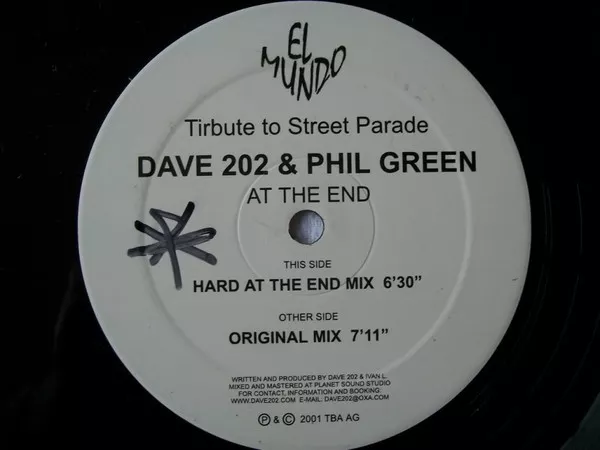 EL
MUNDO
Tirbute to Street Parade
DAVE 202 & PHIL GREEN
AT THE END
THIS SIDE
HARD AT THE END MIX 6'30"
OTHER SIDE
ORIGINAL MIX 7'11"
WRITTEN AND PRODUCED BY DAVE 202 & IVAN L.
MIXED AND MASTERED AT PLANET SOUND STUDIO
FOR CONTACT, INFORMATION AND BOOKING:
WWW.DAVE202.COM E-MAIL: DAVE202@OXA.COM
℗ & © 2001 TBA AG